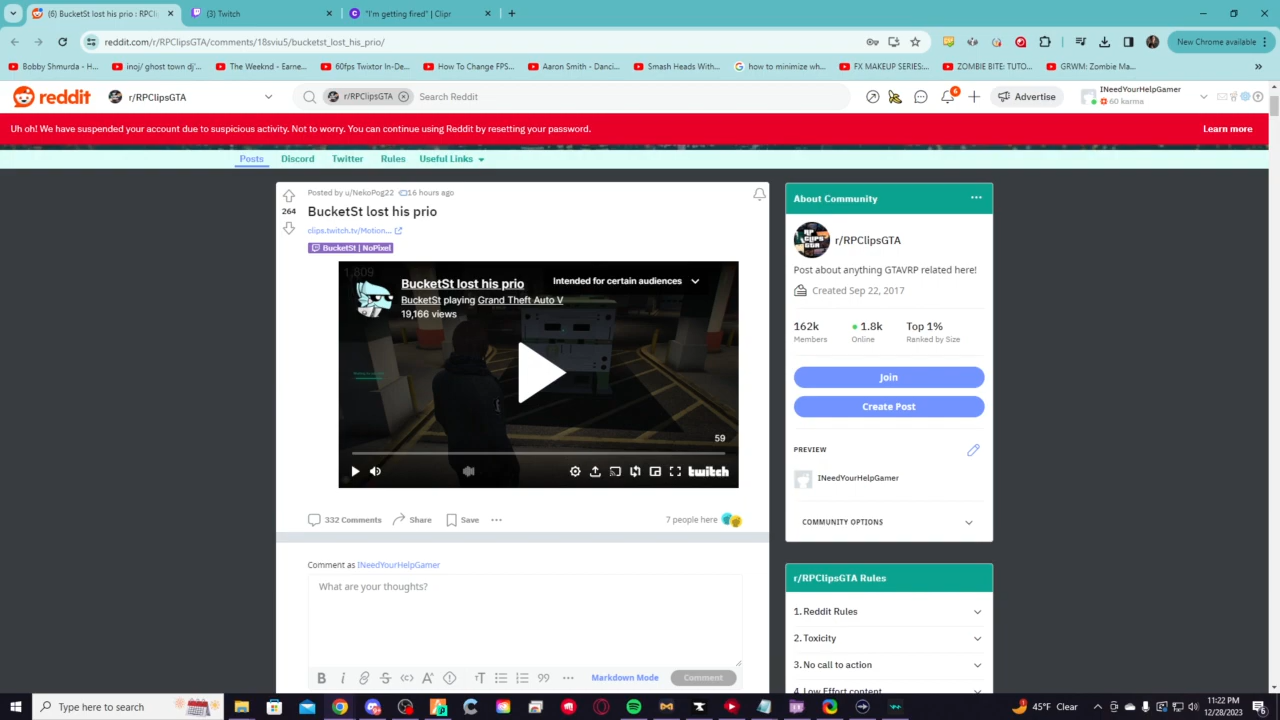 (6) BucketSt lost his prio : RPCli
(3) Twitch
"I'm getting fired" | Clipr
reddit.com/r/RPClipsGTA/comments/18sviu5/bucket_lost_his_prio/
New Chrome available
Bobby Shmurda - H...
inoj/ ghost town dj'...
The Weeknd - Earne...
60fps Twixtor In-De...
How To Change FPS...
Aaron Smith - Danci...
Smash Heads With...
how to minimize wh...
FX MAKEUP SERIES:...
ZOMBIE BITE: TUTO...
GRWM: Zombie Ma...
»
reddit
r/RPClipsGTA
r/RPClipsGTA
Search Reddit
6
Advertise
INeedYourHelpGamer
60 karma
Uh oh! We have suspended your account due to suspicious activity. Not to worry. You can continue using Reddit by resetting your password.
Learn more
Posts
Discord
Twitter
Rules
Useful Links
Posted by u/NekoPog22 16 hours ago
264
BucketSt lost his prio
clips.twitch.tv/Motion...
BucketSt | NoPixel
1,809
BucketSt lost his prio
Intended for certain audiences
BucketSt playing Grand Theft Auto V
19,166 views
59
twitch
332 Comments
Share
Save
7 people here
Comment as INeedYourHelpGamer
What are your thoughts?
Markdown Mode
Comment
About Community
r/RPClipsGTA
Post about anything GTAVRP related here!
Created Sep 22, 2017
162k
1.8k
Top 1%
Members
Online
Ranked by Size
Join
Create Post
PREVIEW
INeedYourHelpGamer
COMMUNITY OPTIONS
r/RPClipsGTA Rules
1. Reddit Rules
2. Toxicity
3. No call to action
4. Low Effort content
Type here to search
45°F Clear
11:22 PM
12/28/2023